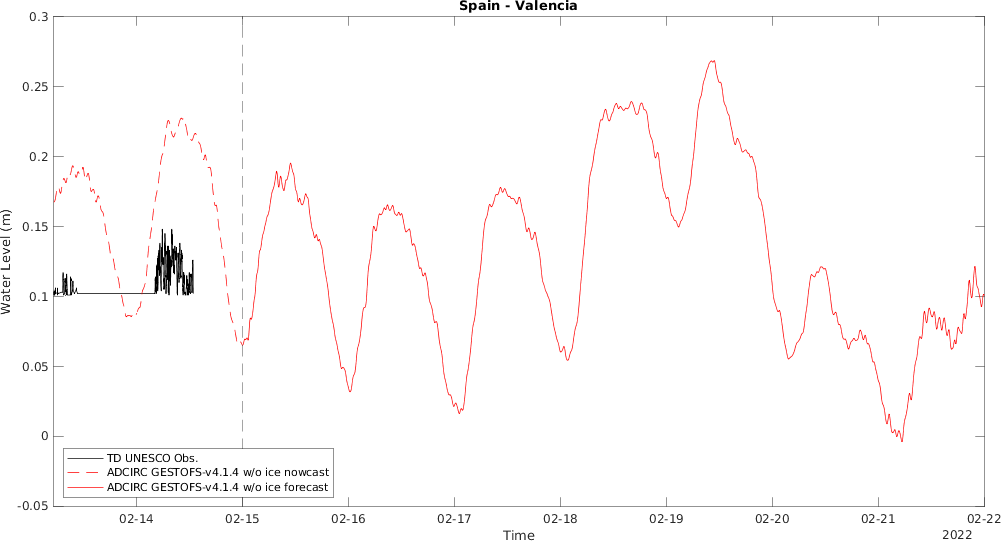 Spain - Valencia
0.3
0.25
0.2
0.15
0.1
0.05
0
-0.05
Water Level (m)
TD UNESCO Obs.
ADCIRC GESTOFS-v4.1.4 w/o ice nowcast
ADCIRC GESTOFS-v4.1.4 w/o ice forecast
02-14 02-15 02-16 02-17 02-18 02-19 02-20 02-21 02-22
Time
2022